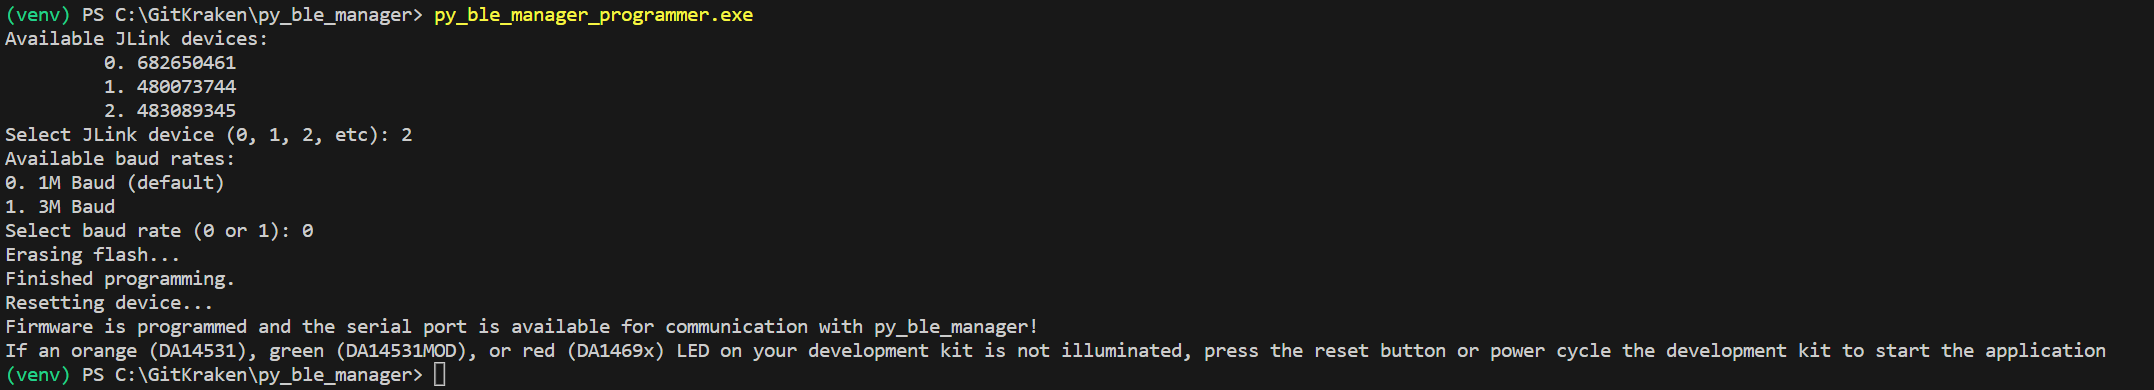 (venv) PS C:\GitKraken\py_ble_manager> py_ble_manager_programmer.exe
Available JLink devices:
0. 682650461
1. 480073744
2. 483089345
Select JLink device (0, 1, 2, etc): 2
Available baud rates:
0. 1M Baud (default)
1. 3M Baud
Select baud rate (0 or 1): 0
Erasing flash...
Finished programming.
Resetting device...
Firmware is programmed and the serial port is available for communication with py_ble_manager!
If an orange (DA14531), green (DA14531MOD), or red (DA1469x) LED on your development kit is not illuminated, press the reset button or power cycle the development kit to start the application
(venv) PS C:\GitKraken\py_ble_manager>